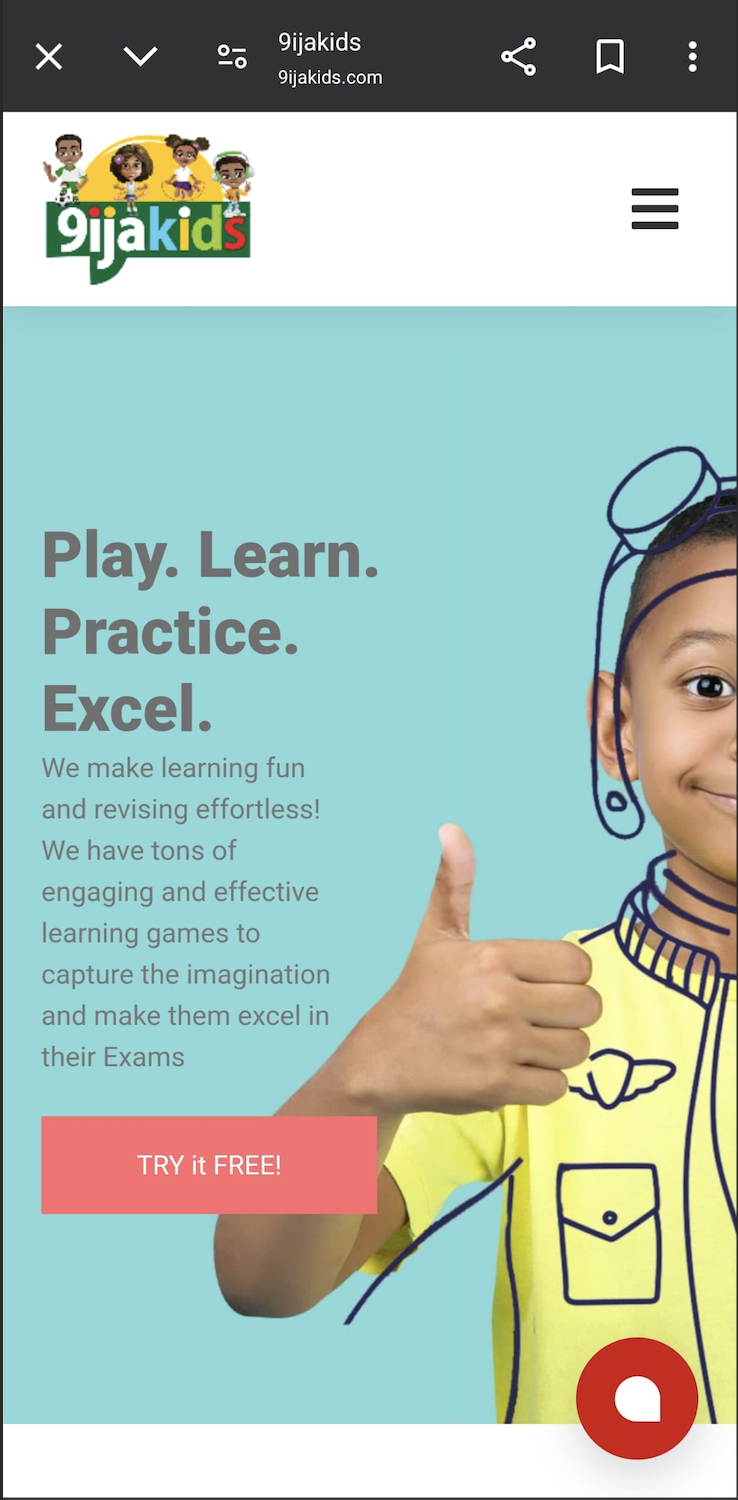 9ijakids
9ijakids.com
9ijakids
Play. Learn.
Practice.
Excel.
We make learning fun
and revising effortless!
We have tons of
engaging and effective
learning games to
capture the imagination
and make them excel in
their Exams
TRY it FREE!